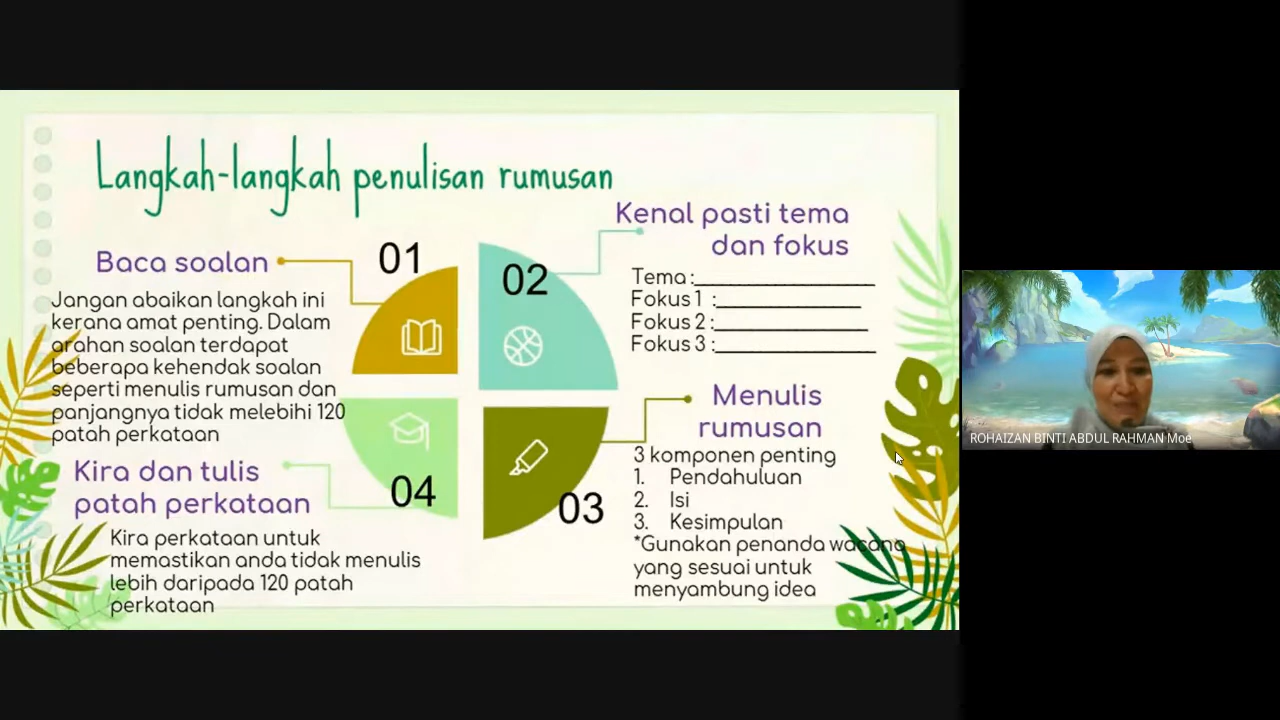 Langkah-langkah penulisan rumusan
01
Baca soalan
Jangan abaikan langkah ini
kerana amat penting. Dalam
arahan soalan terdapat
beberapa kehendak soalan
seperti menulis rumusan dan
panjangnya tidak melebihi 120
patah perkataan
02
Kenal pasti tema
dan fokus
Tema :_______________
Fokus 1 :_______________
Fokus 2 :_______________
Fokus 3 :_______________
03
Menulis
rumusan
3 komponen penting
1. Pendahuluan
2. Isi
3. Kesimpulan
*Gunakan penanda wacana
yang sesuai untuk
menyambung idea
04
Kira dan tulis
patah perkataan
Kira perkataan untuk
memastikan anda tidak menulis
lebih daripada 120 patah
perkataan
ROHAIZAN BINTI ABDUL RAHMAN Moe